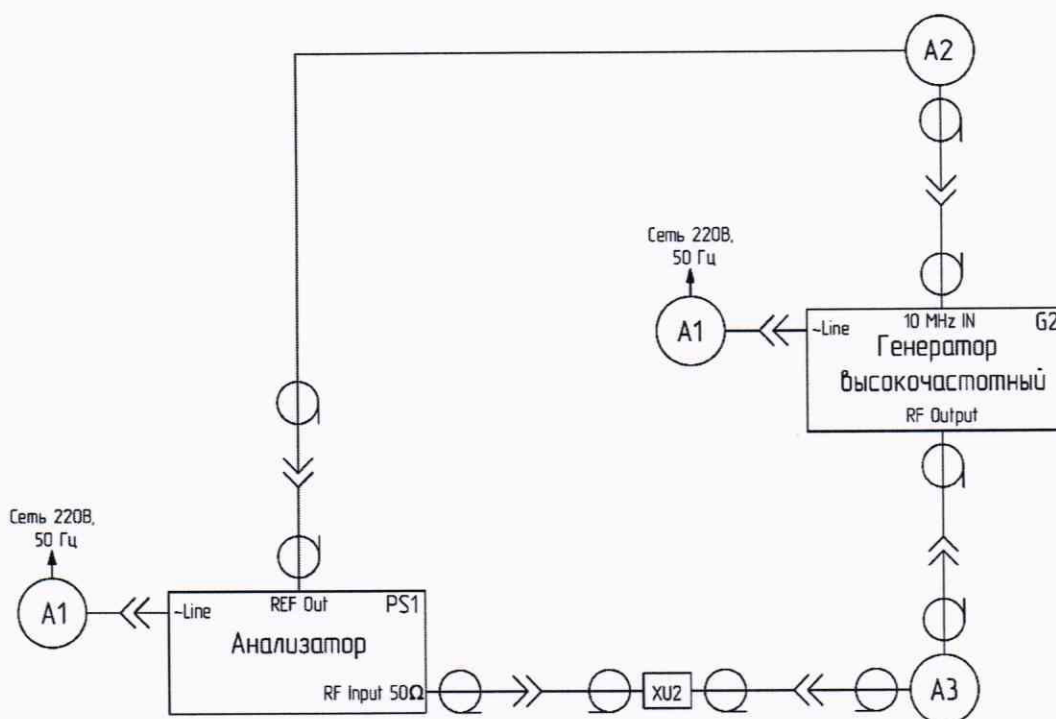 A2
Сеть 220В,
50 Гц
A1
~Line
10 MHz IN
G2
Генератор
высокочастотный
RF Output
Сеть 220В,
50 Гц
A1
~Line
REF Out
PS1
Анализатор
RF Input 50Ω
XU2
A3